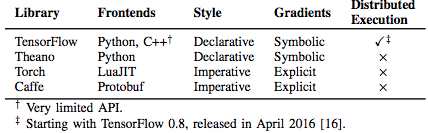 Library Frontends Style Gradients Distributed Execution
TensorFlow Python, C++† Declarative Symbolic ✓‡
Theano Python Declarative Symbolic ×
Torch LuaJIT Imperative Explicit ×
Caffe Protobuf Imperative Explicit ×
† Very limited API.
‡ Starting with TensorFlow 0.8, released in April 2016 [16].